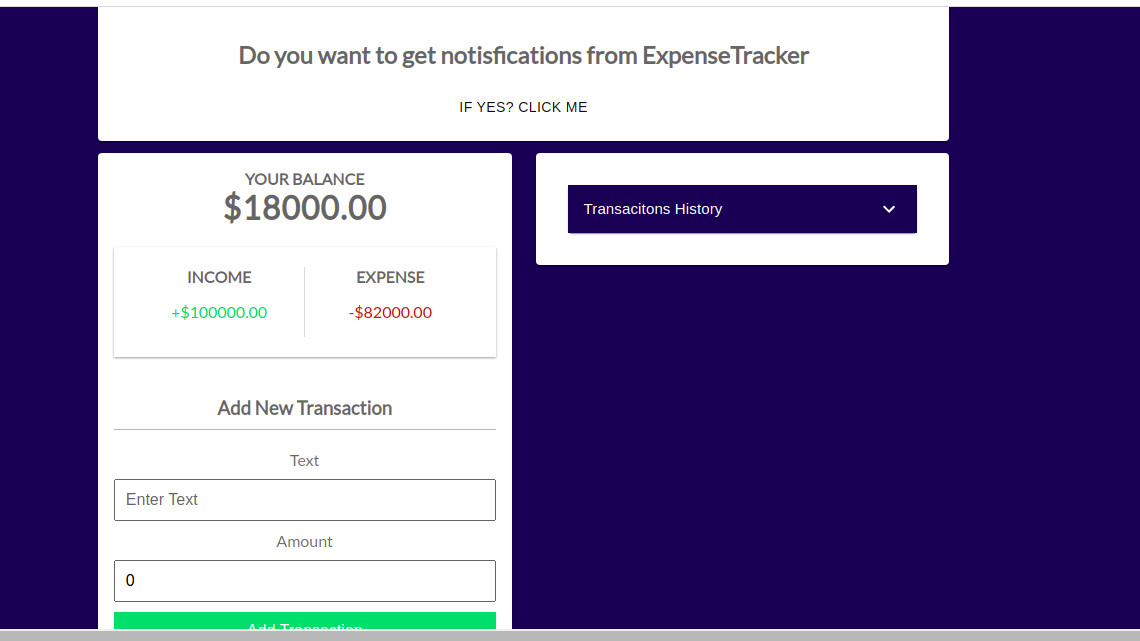 Do you want to get notisfications from ExpenseTracker
IF YES? CLICK ME
YOUR BALANCE
$18000.00
INCOME
+$100000.00
EXPENSE
-$82000.00
Add New Transaction
Text
Enter Text
Amount
0
Add Transaction
Transacitons History